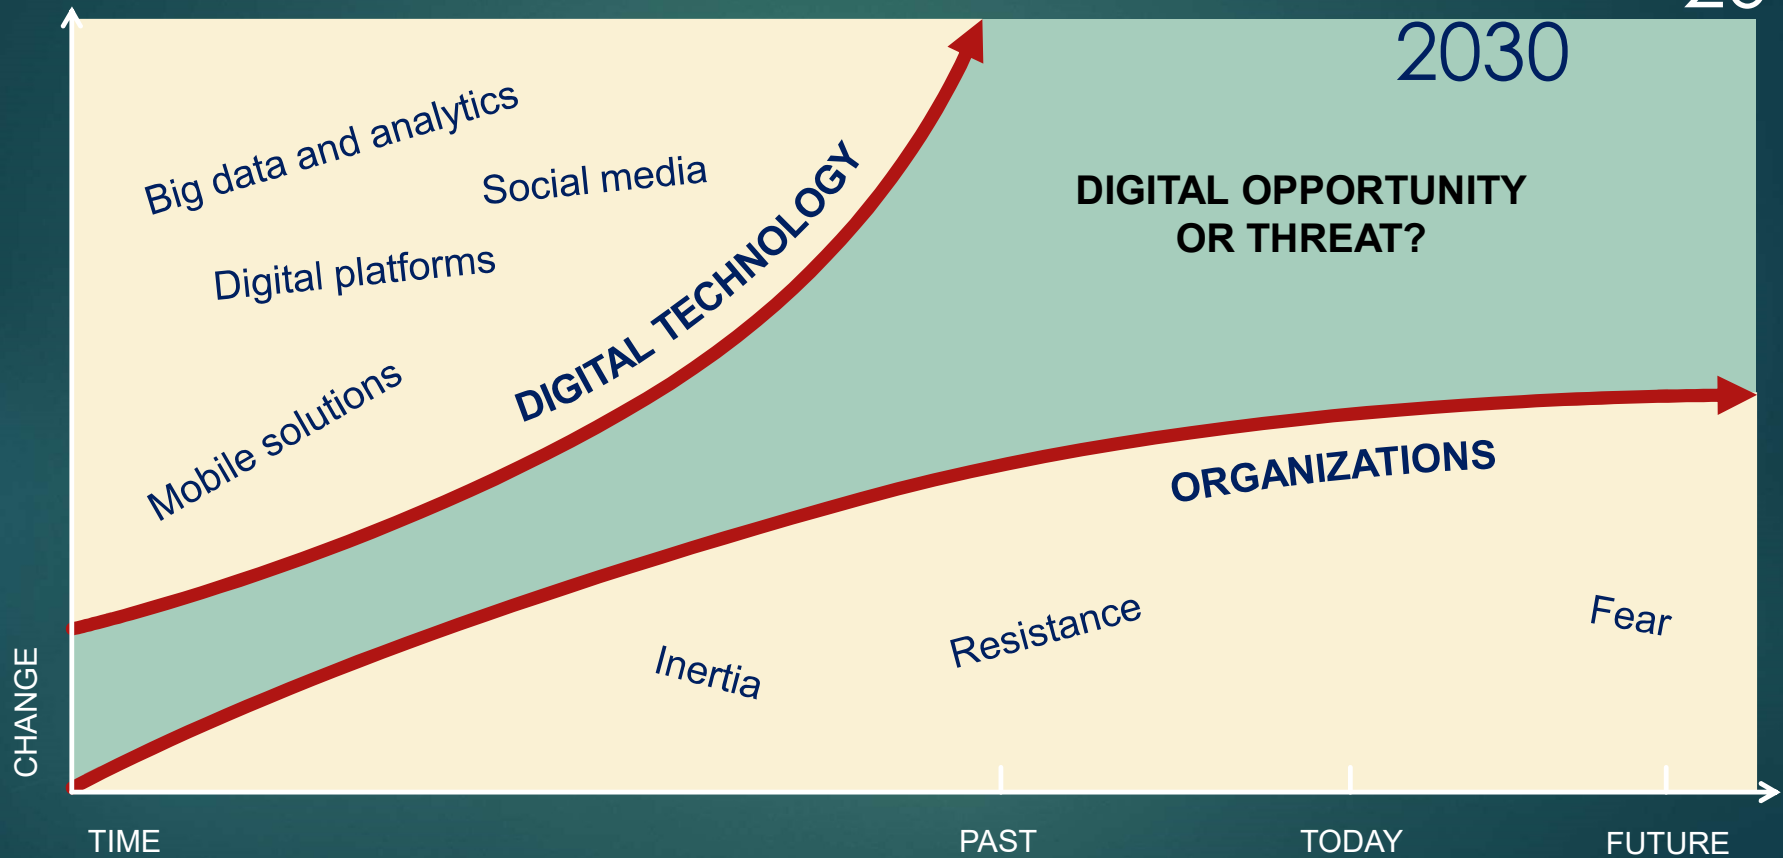 2030
Big data and analytics
Social media
DIGITAL OPPORTUNITY
OR THREAT?
Digital platforms
DIGITAL TECHNOLOGY
Mobile solutions
ORGANIZATIONS
Fear
Resistance
Inertia
CHANGE
TIME
PAST
TODAY
FUTURE